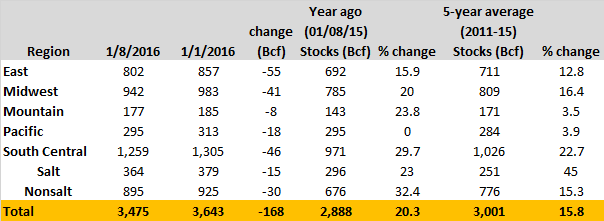 Year ago 5-year average
change (01/08/15) (2011-15)
Region 1/8/2016 1/1/2016 (Bcf) Stocks (Bcf) % change Stocks (Bcf) % change
East 802 857 -55 692 15.9 711 12.8
Midwest 942 983 -41 785 20 809 16.4
Mountain 177 185 -8 143 23.8 171 3.5
Pacific 295 313 -18 295 0 284 3.9
South Central 1,259 1,305 -46 971 29.7 1,026 22.7
Salt 364 379 -15 296 23 251 45
Nonsalt 895 925 -30 676 32.4 776 15.3
Total 3,475 3,643 -168 2,888 20.3 3,001 15.8